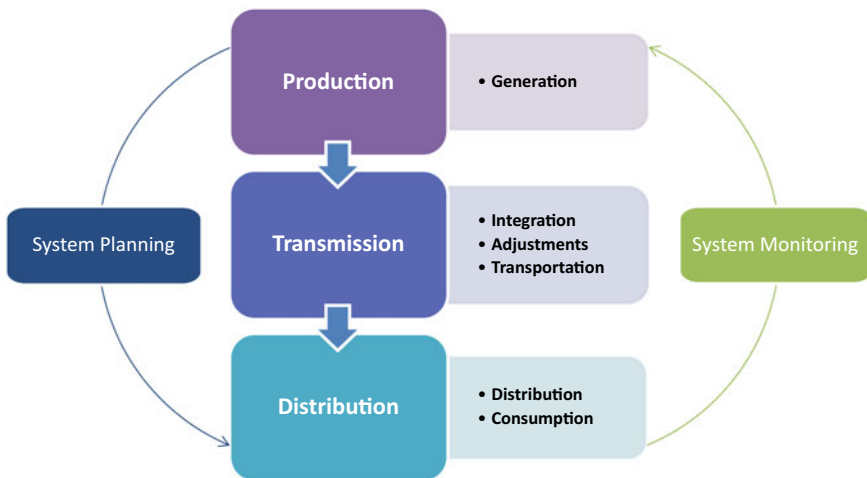 Production
• Generation
System Planning
Transmission
• Integration
• Adjustments
• Transportation
System Monitoring
Distribution
• Distribution
• Consumption